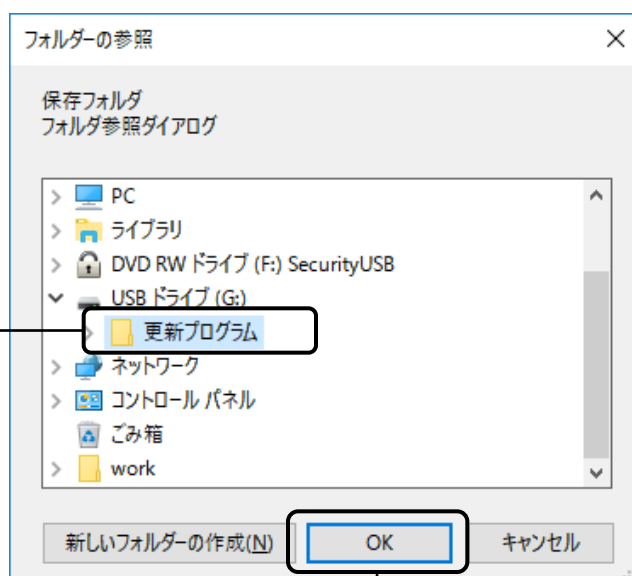 フォルダーの参照
保存フォルダ
フォルダ参照ダイアログ
PC
ライブラリ
DVD RW ドライブ (F:) SecurityUSB
USB ドライブ (G:)
更新プログラム
ネットワーク
コントロール パネル
ごみ箱
work
新しいフォルダーの作成(N) OK キャンセル